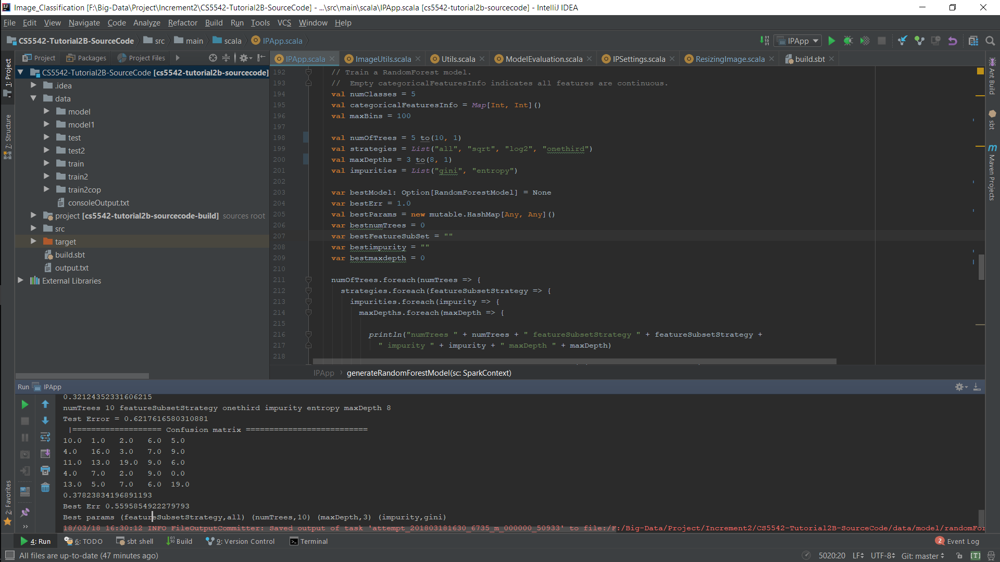 Image_Classification [F:\Big-Data\Project\Increment2\CS5542-Tutorial2B-SourceCode] - ...\src\main\scala\IPApp.scala [cs5542-tutorial2b-sourcecode] - IntelliJ IDEA
File Edit View Navigate Code Analyze Refactor Build Run Tools VCS Window Help
CS5542-Tutorial2B-SourceCode src main scala IPApp.scala IPApp
Project Packages Project Files IPApp.scala ImageUtils.scala Utils.scala ModelEvaluation.scala IPSettings.scala ResizingImage.scala build.sbt
1: Project
7: Structure
2: Favorites
CS5542-Tutorial2B-SourceCode [cs5542-tutorial2b-sourcecode]
.idea
data
model
model1
test
test2
train
train2
train2cop
consoleOutput.txt
project [cs5542-tutorial2b-sourcecode-build] sources root
src
target
build.sbt
output.txt
External Libraries
192 // Train a RandomForest model.
193 //  Empty categoricalFeaturesInfo indicates all features are continuous.
194 val numClasses = 5
195 val categoricalFeaturesInfo = Map[Int, Int]()
196 val maxBins = 100
197
198 val numOfTrees = 5 to(10, 1)
199 val strategies = List("all", "sqrt", "log2", "onethird")
200 val maxDepths = 3 to(8, 1)
201 val impurities = List("gini", "entropy")
202
203 var bestModel: Option[RandomForestModel] = None
204 var bestErr = 1.0
205 val bestParams = new mutable.HashMap[Any, Any]()
206 var bestnumTrees = 0
207 var bestFeatureSubSet = ""
208 var bestimpurity = ""
209 var bestmaxdepth = 0
210
211 numOfTrees.foreach(numTrees => {
212 strategies.foreach(featureSubsetStrategy => {
213 impurities.foreach(impurity => {
214 maxDepths.foreach(maxDepth => {
215
216 println("numTrees " + numTrees + " featureSubsetStrategy " + featureSubsetStrategy +
217 " impurity " + impurity + " maxDepth " + maxDepth)
218
IPApp generateRandomForestModel(sc: SparkContext)
Ant Build
sbt
m Maven Projects
Run IPApp
0.32124352331606215
numTrees 10 featureSubsetStrategy onethird impurity entropy maxDepth 8
Test Error = 0.6217616580310881
|=================== Confusion matrix ==========================
10.0 1.0 2.0 6.0 5.0
4.0 16.0 3.0 7.0 9.0
11.0 13.0 19.0 9.0 6.0
4.0 7.0 2.0 9.0 0.0
13.0 5.0 7.0 6.0 19.0
0.37823834196891193
Best Err 0.5595854922279793
Best params (featureSubsetStrategy,all) (numTrees,10) (maxDepth,3) (impurity,gini)
18/03/18 16:30:12 INFO FileOutputCommitter: Saved output of task 'attempt_201803181630_6735_m_000000_50933' to file:/F:/Big-Data/Project/Increment2/CS5542-Tutorial2B-SourceCode/data/model/randomFor
4: Run 6: TODO sbt shell Build 9: Version Control Terminal 2 Event Log
All files are up-to-date (47 minutes ago) 5020:20 LF UTF-8 Git: master [T]